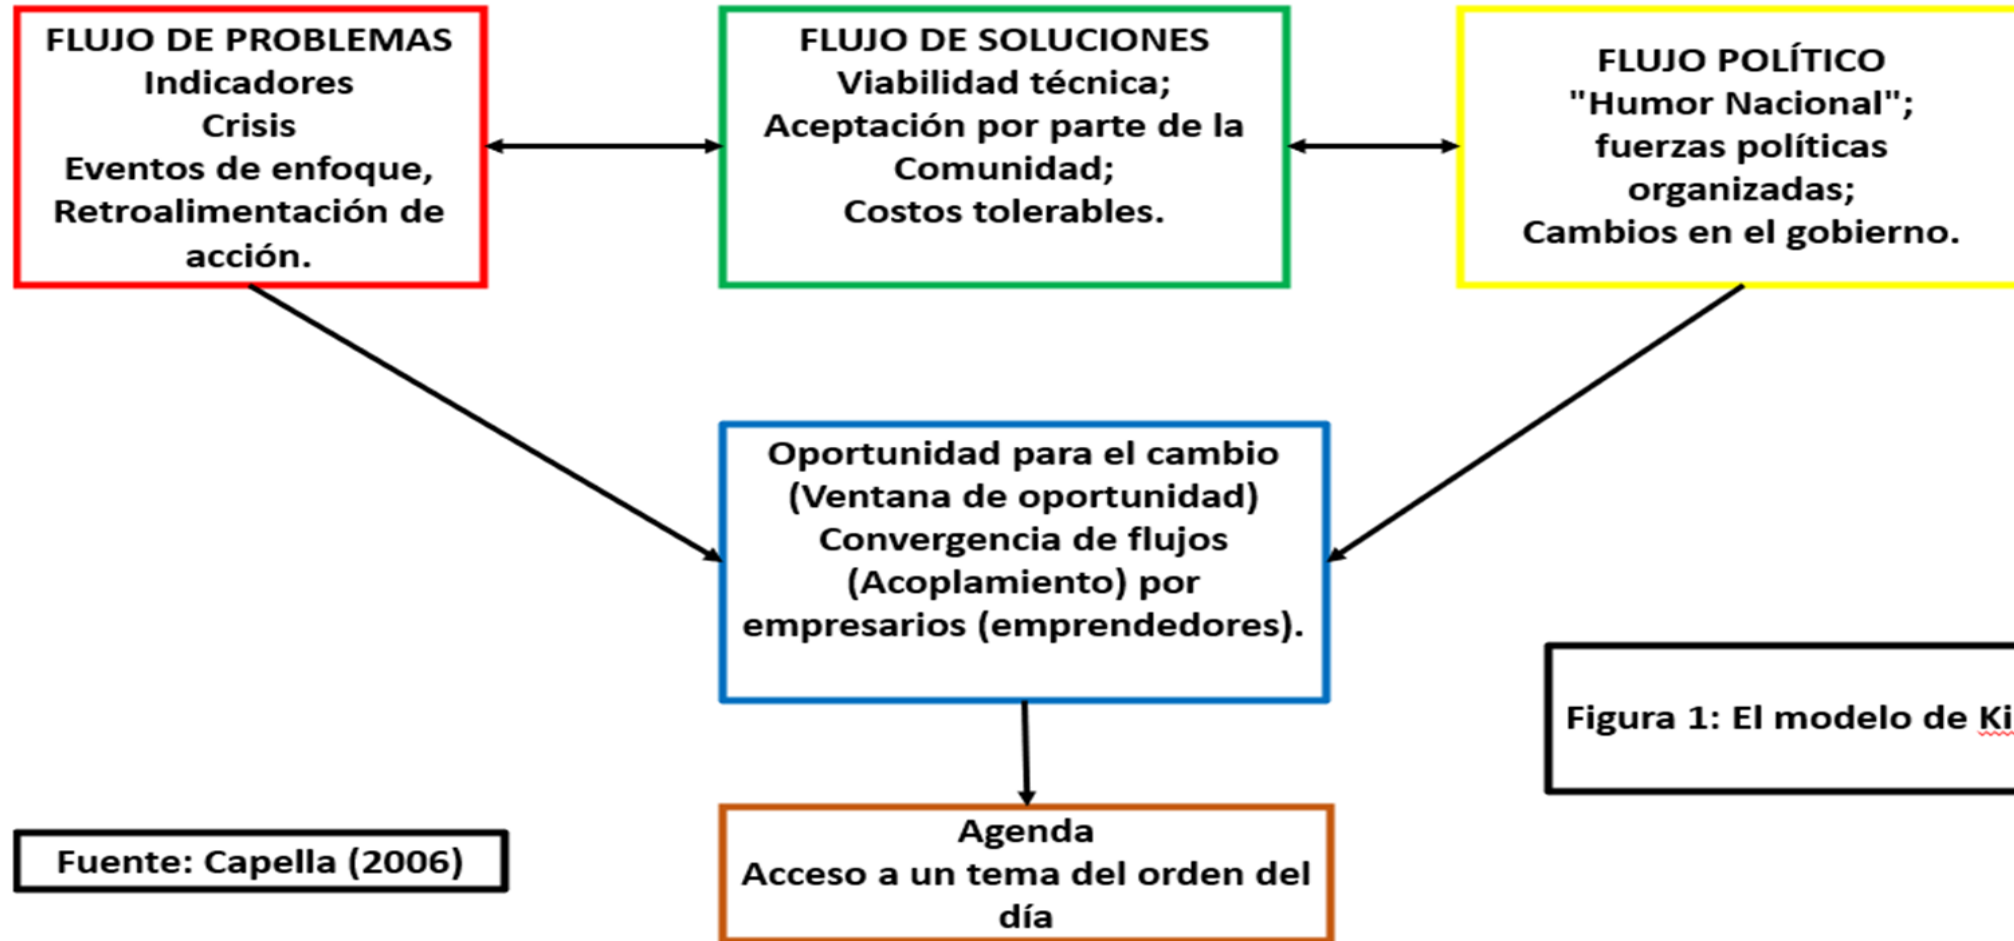 FLUJO DE PROBLEMAS
Indicadores
Crisis
Eventos de enfoque,
Retroalimentación de
acción.
FLUJO DE SOLUCIONES
Viabilidad técnica;
Aceptación por parte de la
Comunidad;
Costos tolerables.
FLUJO POLÍTICO
"Humor Nacional";
fuerzas políticas
organizadas;
Cambios en el gobierno.
Oportunidad para el cambio
(Ventana de oportunidad)
Convergencia de flujos
(Acoplamiento) por
empresarios (emprendedores).
Figura 1: El modelo de Ki
Agenda
Acceso a un tema del orden del
día
Fuente: Capella (2006)